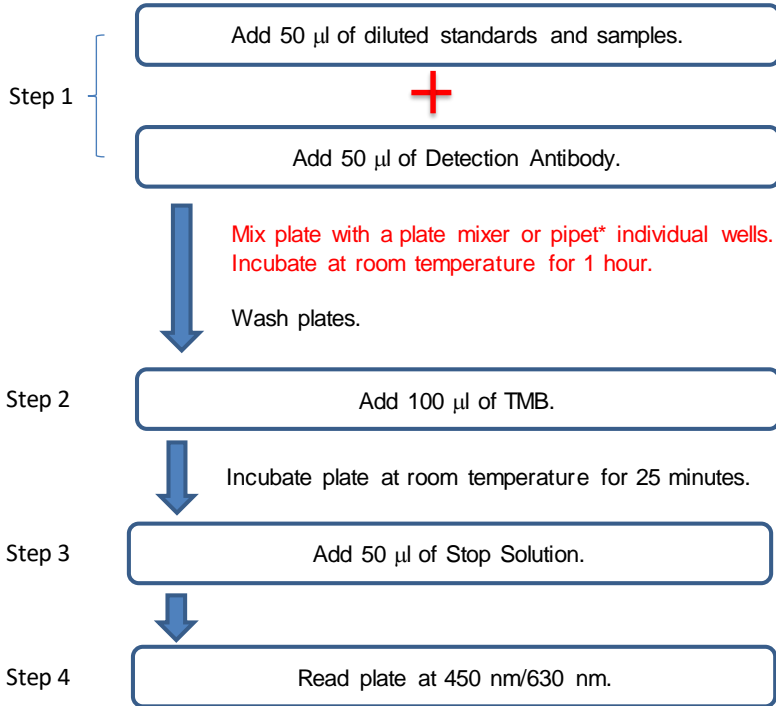 Add 50 μl of diluted standards and samples.
Step 1
Add 50 μl of Detection Antibody.
Mix plate with a plate mixer or pipet* individual wells.
Incubate at room temperature for 1 hour.
Wash plates.
Step 2
Add 100 μl of TMB.
Incubate plate at room temperature for 25 minutes.
Step 3
Add 50 μl of Stop Solution.
Step 4
Read plate at 450 nm/630 nm.